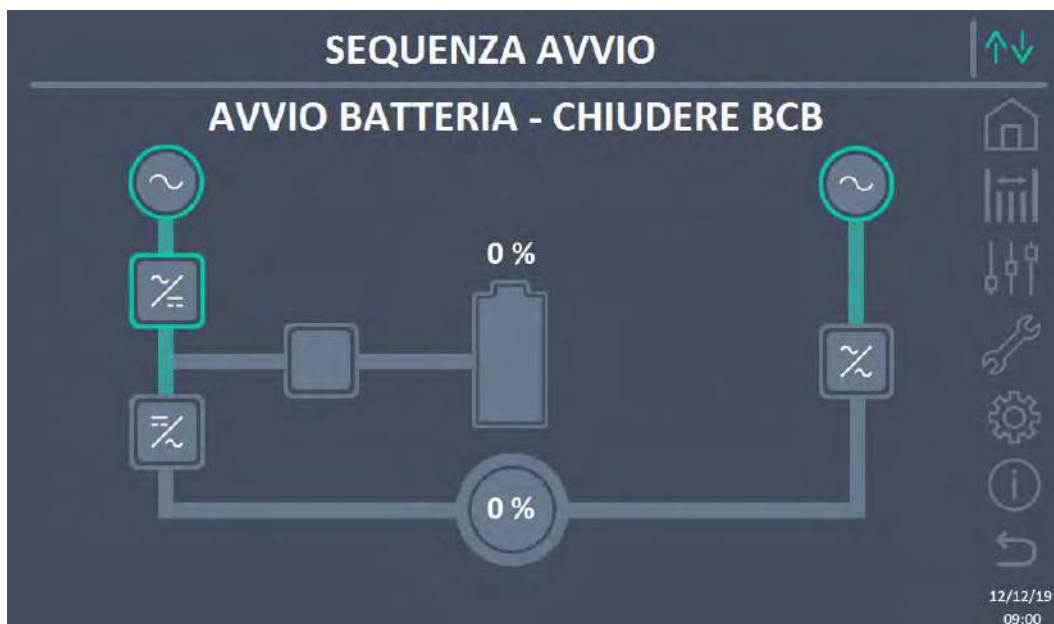 SEQUENZA AVVIO
AVVIO BATTERIA - CHIUDERE BCB
0 %
0 %
12/12/19
09:00